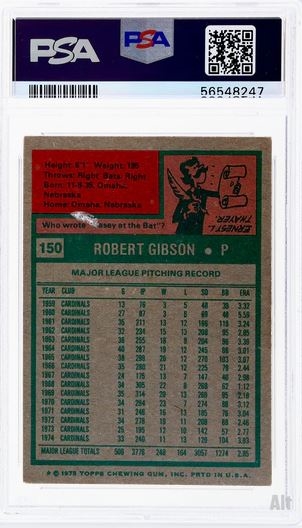 PSA
PSA
56548247
Height: 6'1 Weight: 195
Throws: Right Bats: Right
Born: 11-9-35, Omaha,
Nebraska
Home: Omaha, Nebraska
ERNEST L.
THAYER.
Who wrote "Casey at the Bat"?
150 ROBERT GIBSON • P
MAJOR LEAGUE PITCHING RECORD
YEAR CLUB G IP W L SO BB ERA
1959 CARDINALS 13 76 3 5 48 39 3.32
1960 CARDINALS 27 87 3 6 69 48 5.59
1961 CARDINALS 35 211 13 12 166 119 3.24
1962 CARDINALS 32 234 15 13 208 95 2.85
1963 CARDINALS 36 255 18 9 204 96 3.39
1964 CARDINALS 40 287 19 12 245 86 3.01
1965 CARDINALS 38 299 20 12 270 103 3.07
1966 CARDINALS 35 280 21 12 225 78 2.44
1967 CARDINALS 24 175 13 7 147 40 2.98
1968 CARDINALS 34 305 22 9 268 62 1.12
1969 CARDINALS 35 314 20 13 269 95 2.18
1970 CARDINALS 34 294 23 7 274 88 3.12
1971 CARDINALS 31 246 16 13 185 76 3.04
1972 CARDINALS 34 278 19 11 208 88 2.46
1973 CARDINALS 25 195 12 10 142 57 2.77
1974 CARDINALS 33 240 11 13 129 104 3.83
MAJOR LEAGUE TOTALS 508 3776 248 164 3057 1274 2.85
© 1975 TOPPS CHEWING GUM, INC. PRTD IN U.S.A.
Alt